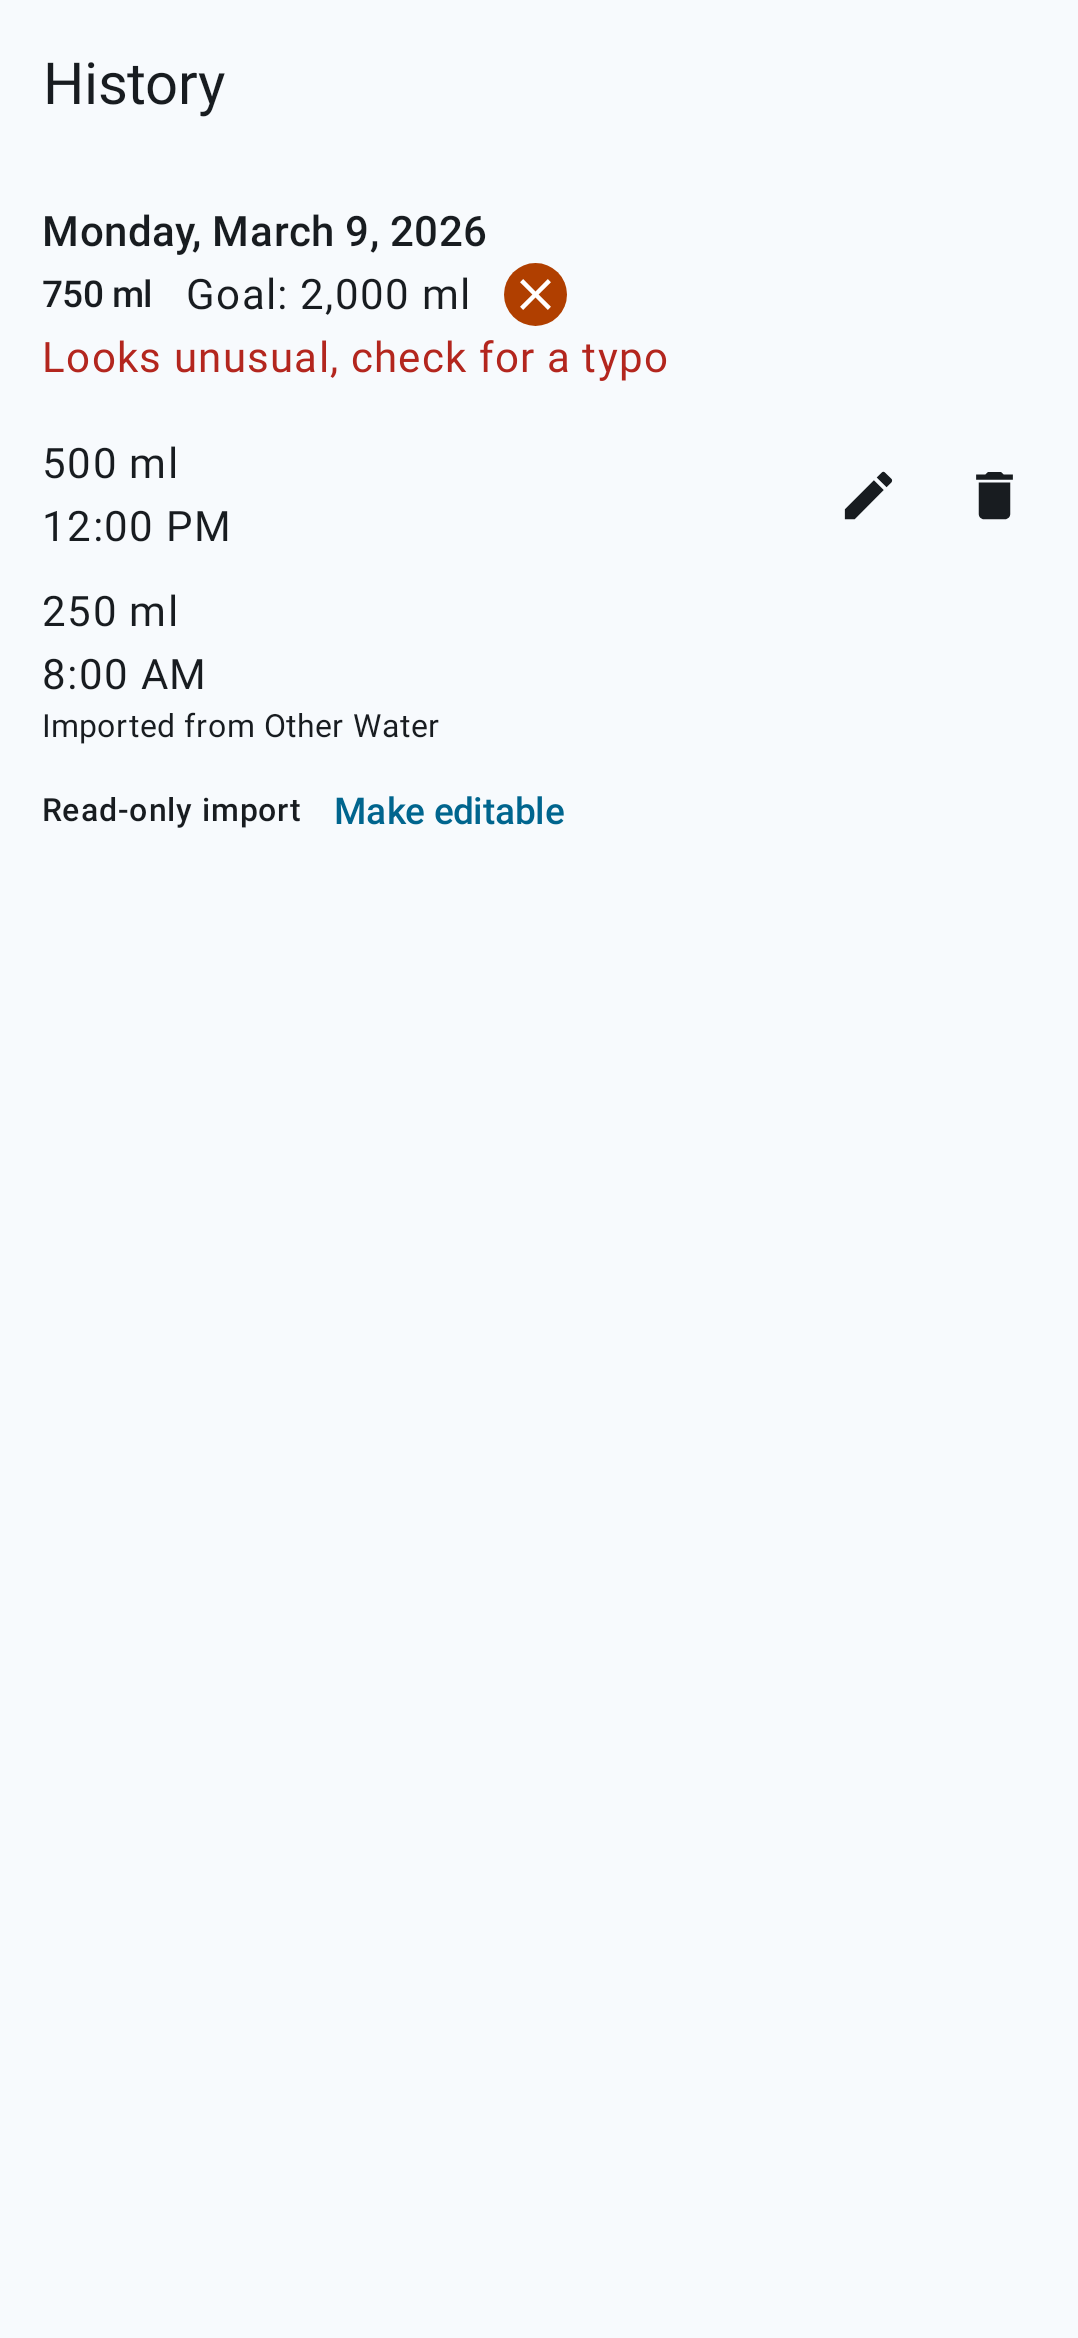 History
Monday, March 9, 2026
750 ml Goal: 2,000 ml
Looks unusual, check for a typo
500 ml
12:00 PM
250 ml
8:00 AM
Imported from Other Water
Read-only import Make editable